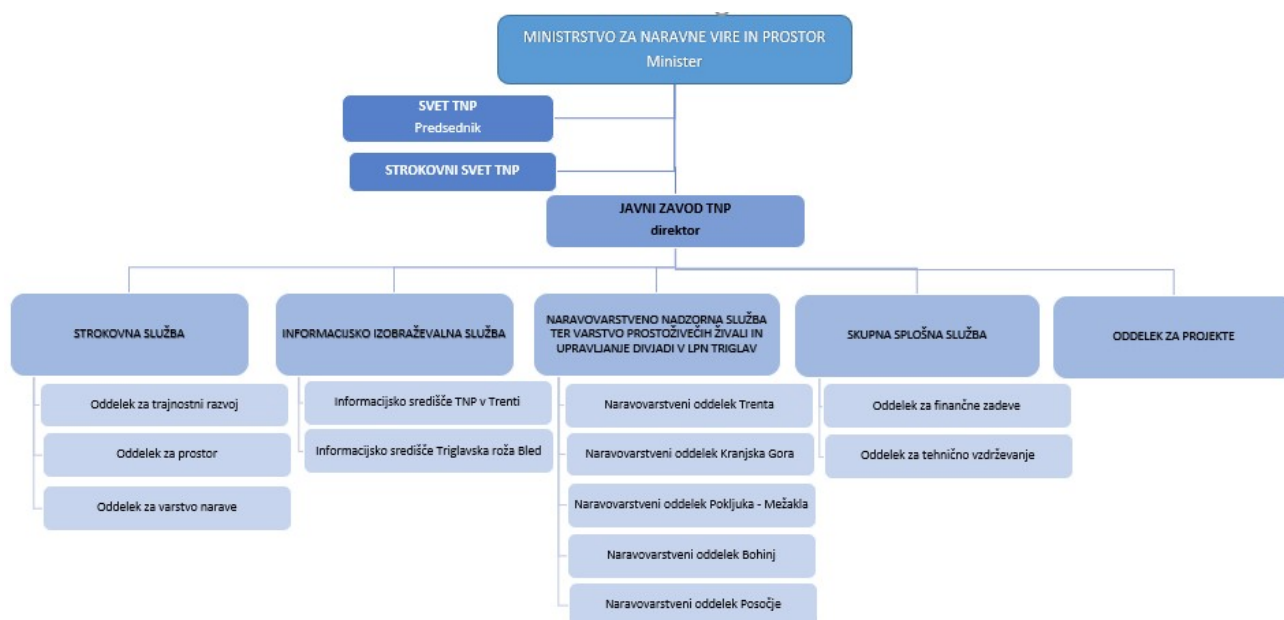 MINISTRSTVO ZA NARAVNE VIRE IN PROSTOR
Minister
SVET TNP
Predsednik
STROKOVNI SVET TNP
JAVNI ZAVOD TNP
direktor
STROKOVNA SLUŽBA
Oddelek za trajnostni razvoj
Oddelek za prostor
Oddelek za varstvo narave
INFORMACIJSKO IZOBRAŽEVALNA SLUŽBA
Informacijsko središče TNP v Trenti
Informacijsko središče Triglavska roža Bled
NARAVOVARSTVENO NADZORNA SLUŽBA
TER VARSTVO PROSTOŽIVEČIH ŽIVALI IN
UPRAVLJANJE DIVJADI V LPN TRIGLAV
Naravovarstveni oddelek Trenta
Naravovarstveni oddelek Kranjska Gora
Naravovarstveni oddelek Pokljuka - Mežakla
Naravovarstveni oddelek Bohinj
Naravovarstveni oddelek Posočje
SKUPNA SPLOŠNA SLUŽBA
Oddelek za finančne zadeve
Oddelek za tehnično vzdrževanje
ODDELEK ZA PROJEKTE